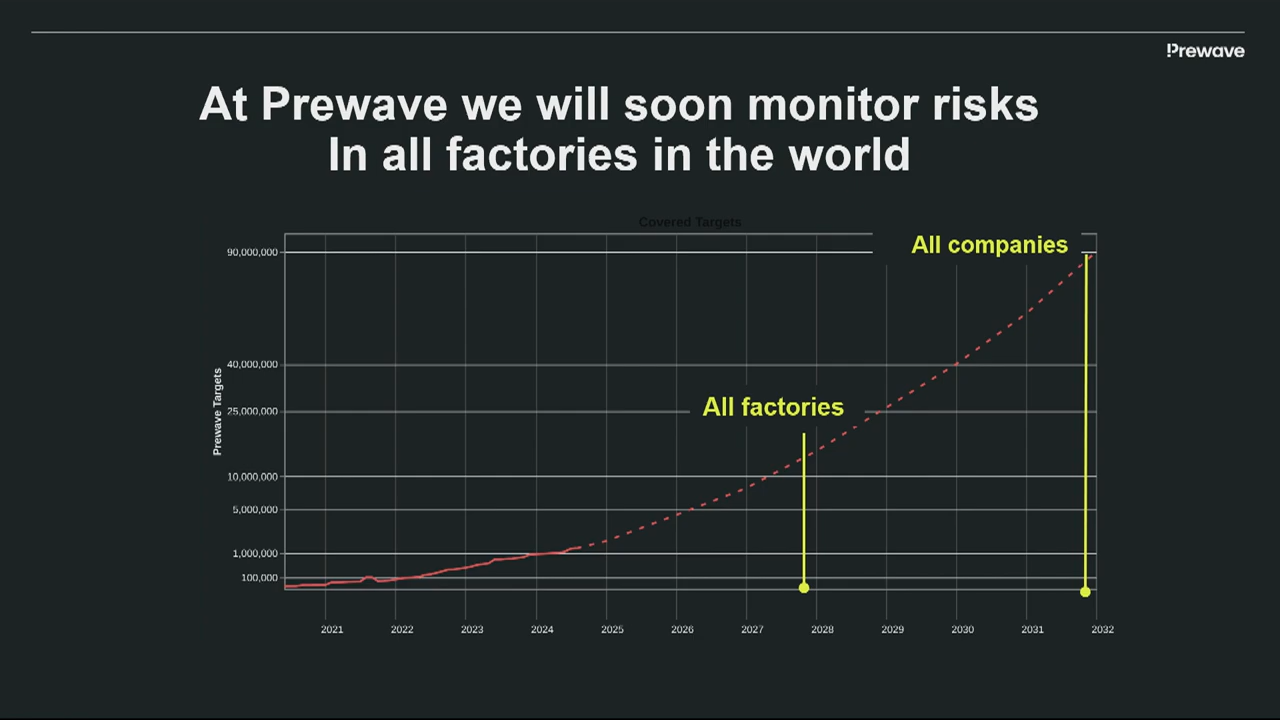 Prewave
At Prewave we will soon monitor risks
In all factories in the world
Covered Targets
All companies
90,000,000
40,000,000
All factories
25,000,000
Prewave Targets
10,000,000
5,000,000
1,000,000
100,000
2021 2022 2023 2024 2025 2026 2027 2028 2029 2030 2031 2032